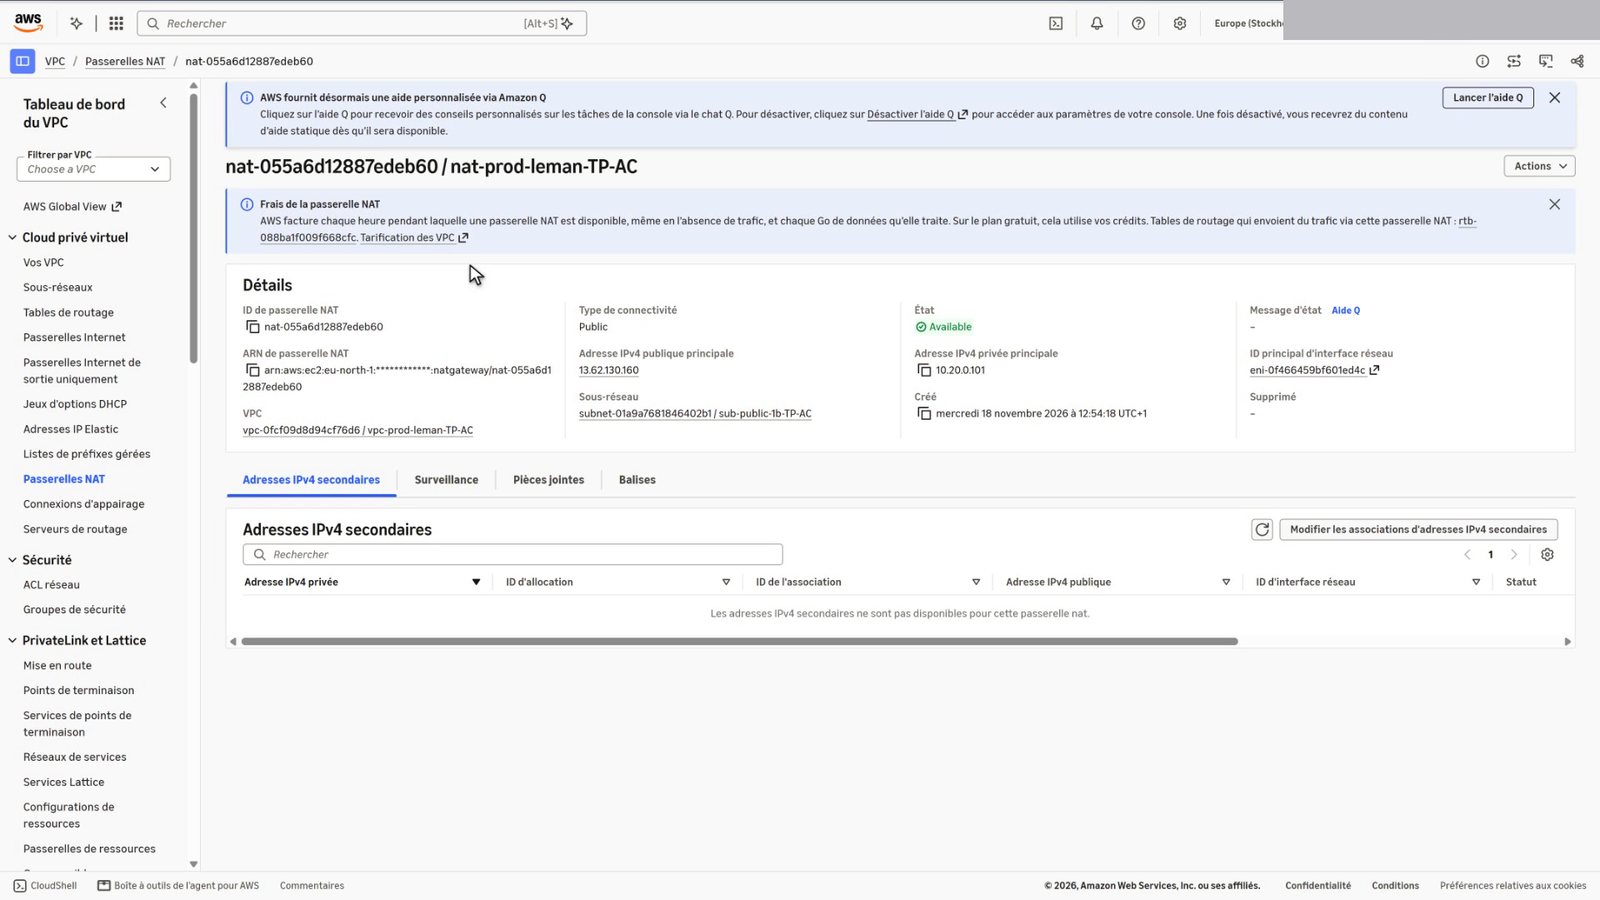 aws
Rechercher
[Alt+S]
Europe (Stockh
VPC / Passerelles NAT / nat-055a6d12887edeb60
Tableau de bord
du VPC
Filtrer par VPC
Choose a VPC
AWS Global View
Cloud privé virtuel
Vos VPC
Sous-réseaux
Tables de routage
Passerelles Internet
Passerelles Internet de
sortie uniquement
Jeux d'options DHCP
Adresses IP Elastic
Listes de préfixes gérées
Passerelles NAT
Connexions d'appairage
Serveurs de routage
Sécurité
ACL réseau
Groupes de sécurité
PrivateLink et Lattice
Mise en route
Points de terminaison
Services de points de
terminaison
Réseaux de services
Services Lattice
Configurations de
ressources
Passerelles de ressources
AWS fournit désormais une aide personnalisée via Amazon Q
Cliquez sur l'aide Q pour recevoir des conseils personnalisés sur les tâches de la console via le chat Q. Pour désactiver, cliquez sur Désactiver l'aide Q pour accéder aux paramètres de votre console. Une fois désactivé, vous recevrez du contenu
d'aide statique dès qu'il sera disponible.
Lancer l'aide Q
nat-055a6d12887edeb60 / nat-prod-leman-TP-AC
Actions
Frais de la passerelle NAT
AWS facture chaque heure pendant laquelle une passerelle NAT est disponible, même en l'absence de trafic, et chaque Go de données qu'elle traite. Sur le plan gratuit, cela utilise vos crédits. Tables de routage qui envoient du trafic via cette passerelle NAT : rtb-
088ba1f009f668cfc. Tarification des VPC
Détails
ID de passerelle NAT
nat-055a6d12887edeb60
ARN de passerelle NAT
arn:aws:ec2:eu-north-1:************:natgateway/nat-055a6d1
2887edeb60
VPC
vpc-0fcf09d8d94cf76d6 / vpc-prod-leman-TP-AC
Type de connectivité
Public
Adresse IPv4 publique principale
13.62.130.160
Sous-réseau
subnet-01a9a7681846402b1 / sub-public-1b-TP-AC
État
Available
Adresse IPv4 privée principale
10.20.0.101
Créé
mercredi 18 novembre 2026 à 12:54:18 UTC+1
Message d'état Aide Q
–
ID principal d'interface réseau
eni-0f466459bf601ed4c
Supprimé
–
Adresses IPv4 secondaires
Surveillance
Pièces jointes
Balises
Adresses IPv4 secondaires
Modifier les associations d'adresses IPv4 secondaires
Rechercher
1
Adresse IPv4 privée
ID d'allocation
ID de l'association
Adresse IPv4 publique
ID d'interface réseau
Statut
Les adresses IPv4 secondaires ne sont pas disponibles pour cette passerelle nat.
CloudShell
Boîte à outils de l'agent pour AWS
Commentaires
© 2026, Amazon Web Services, Inc. ou ses affiliés.
Confidentialité
Conditions
Préférences relatives aux cookies